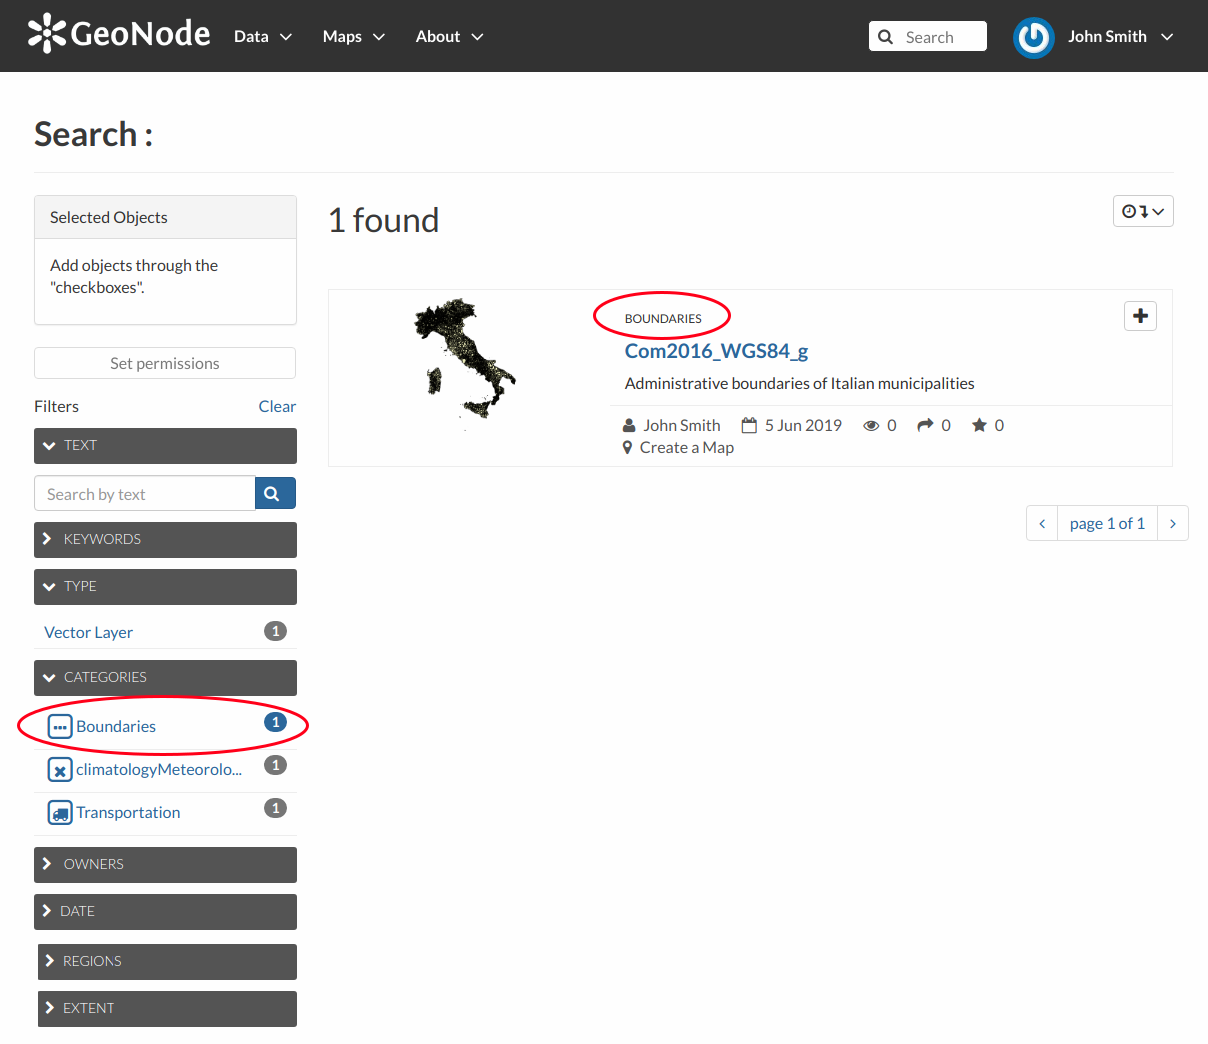 GeoNode Data Maps About Search John Smith
Search :
Selected Objects
Add objects through the
"checkboxes".
Set permissions
Filters Clear
TEXT
Search by text
KEYWORDS
TYPE
Vector Layer 1
CATEGORIES
Boundaries 1
climatologyMeteorolo... 1
Transportation 1
OWNERS
DATE
REGIONS
EXTENT
1 found
BOUNDARIES
Com2016_WGS84_g
Administrative boundaries of Italian municipalities
John Smith 5 Jun 2019 0 0 0
Create a Map
page 1 of 1